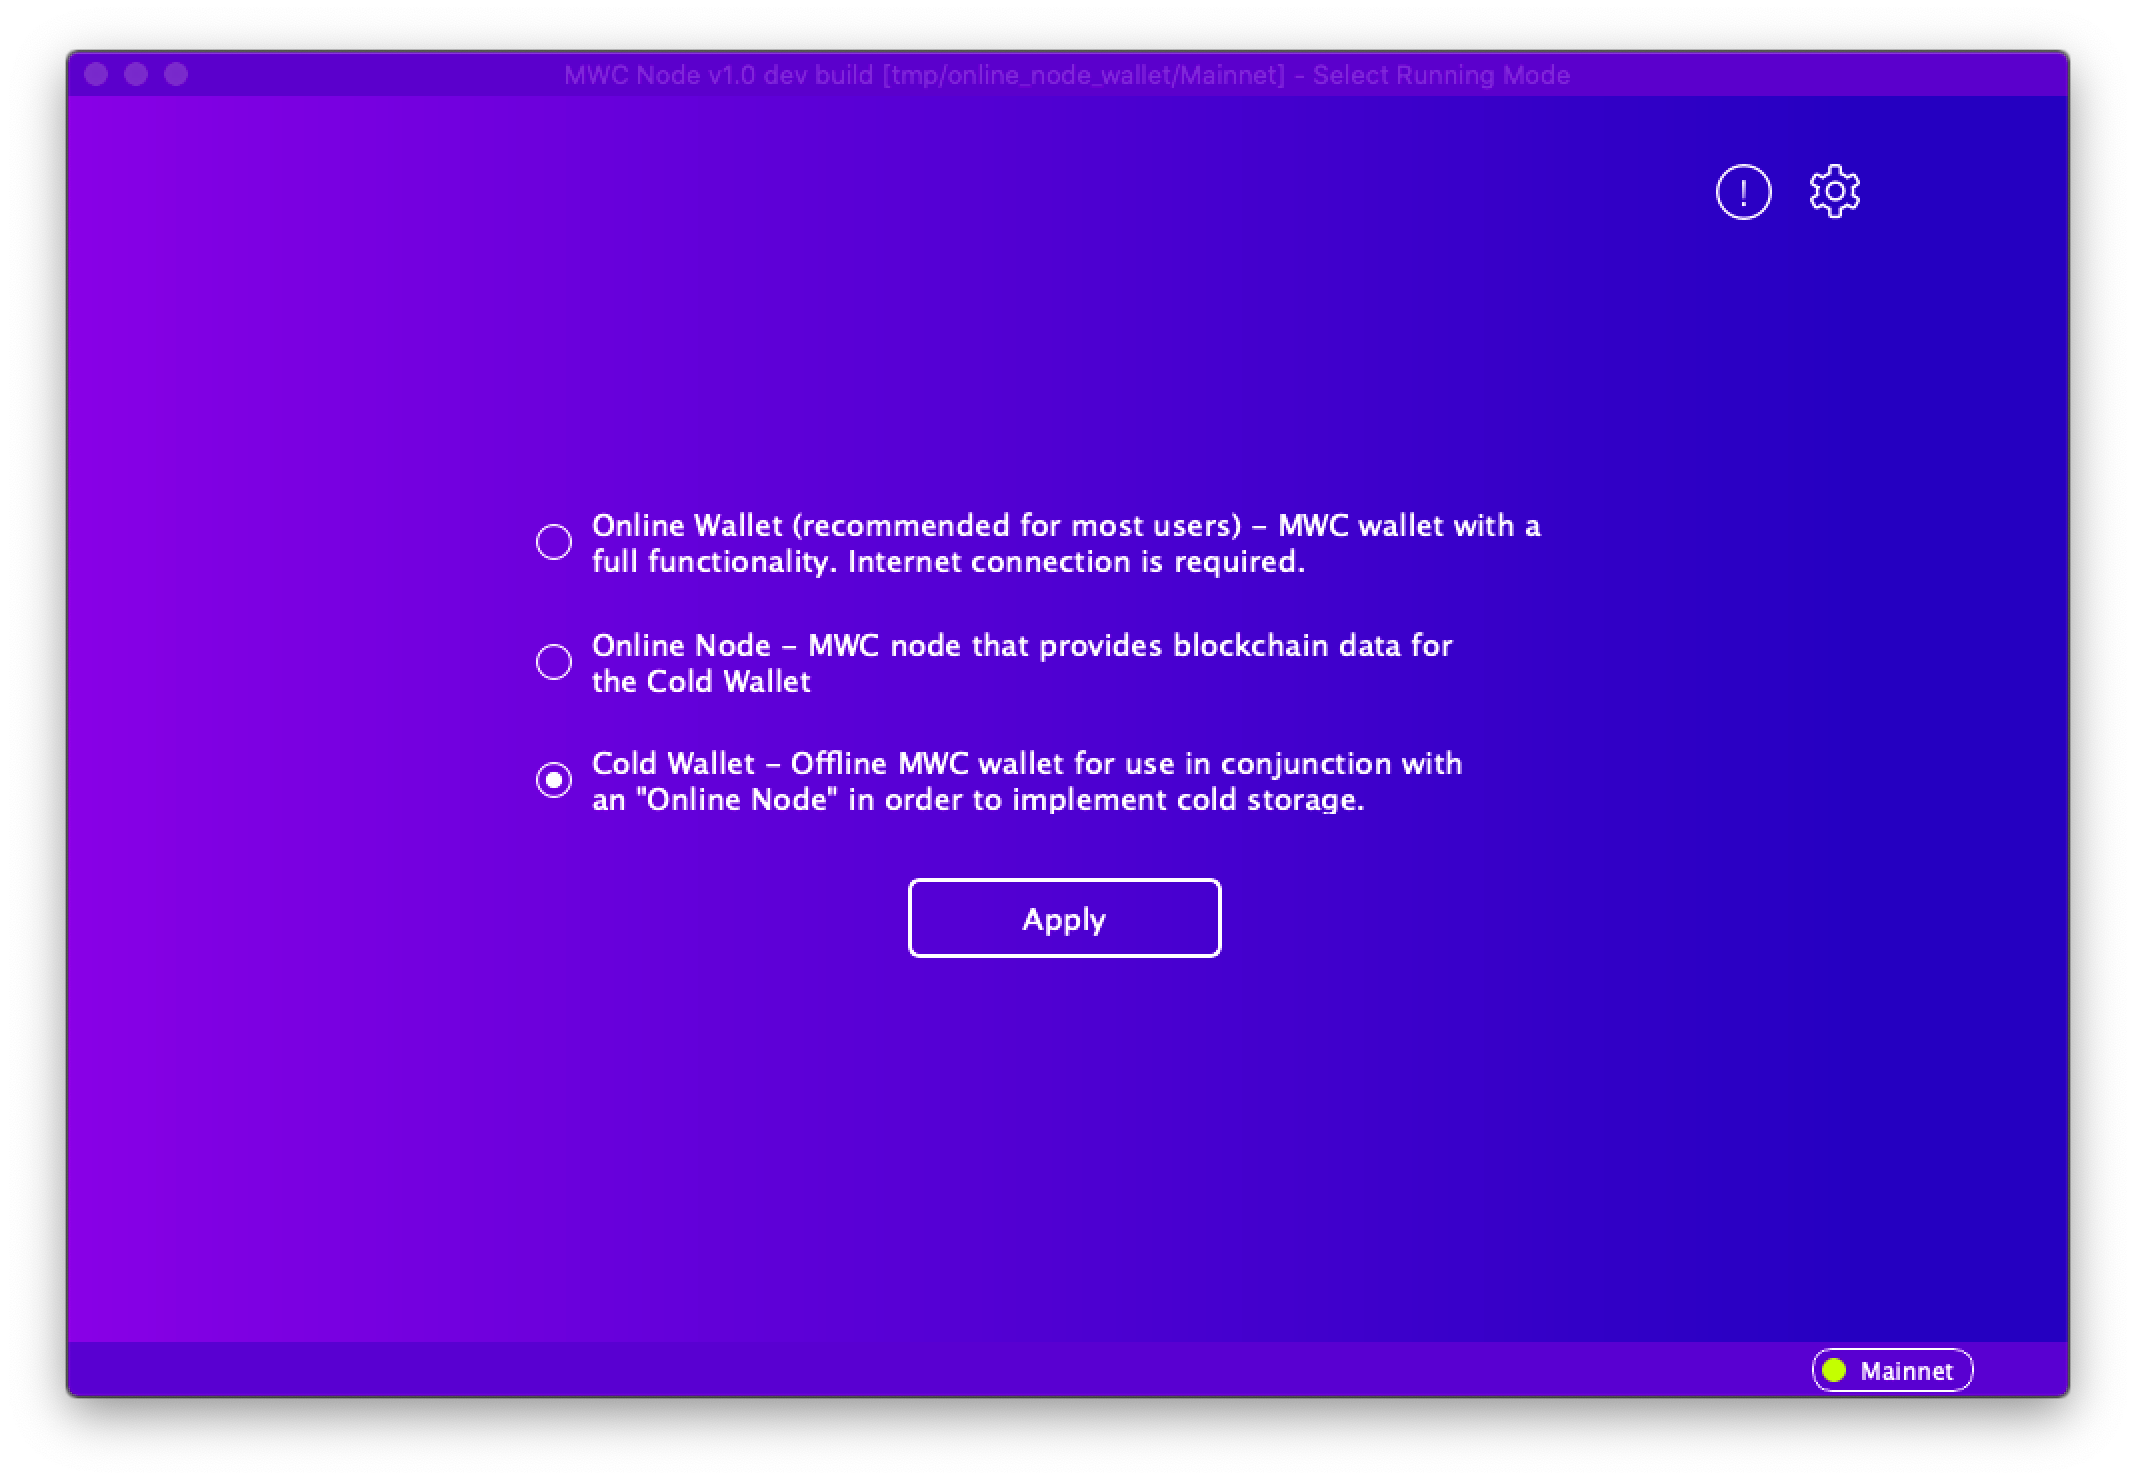 MWC Node v1.0 dev build [tmp/online_node_wallet/Mainnet] - Select Running Mode
!
Online Wallet (recommended for most users) – MWC wallet with a
full functionality. Internet connection is required.
Online Node – MWC node that provides blockchain data for
the Cold Wallet
Cold Wallet – Offline MWC wallet for use in conjunction with
an "Online Node" in order to implement cold storage.
Apply
Mainnet